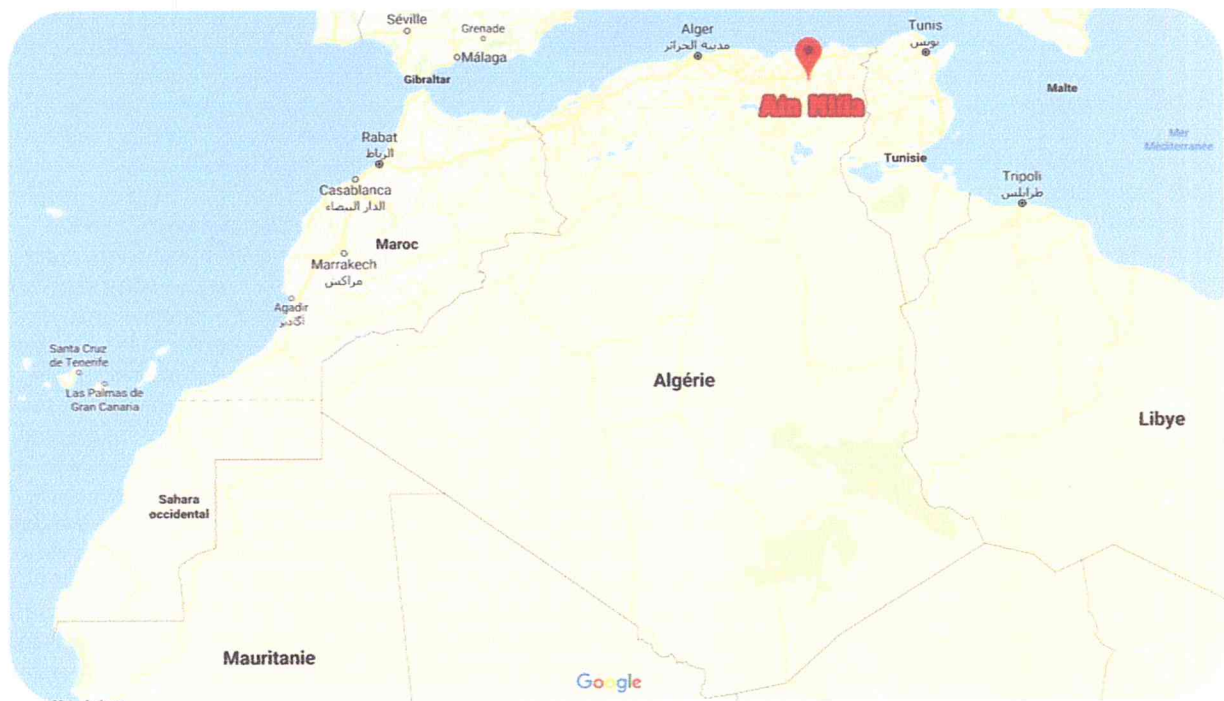 Séville
Grenade
Málaga
Gibraltar
Alger
مدينة الجزائر
Tunis
تونس
Ain Mlila
Malte
Mer
Méditerranée
Rabat
الرباط
Casablanca
الدار البيضاء
Tunisie
Tripoli
طرابلس
Maroc
Marrakech
مراكش
Agadir
أكادير
Santa Cruz
de Tenerife
Las Palmas de
Gran Canaria
Algérie
Libye
Sahara
occidental
Mauritanie
Google